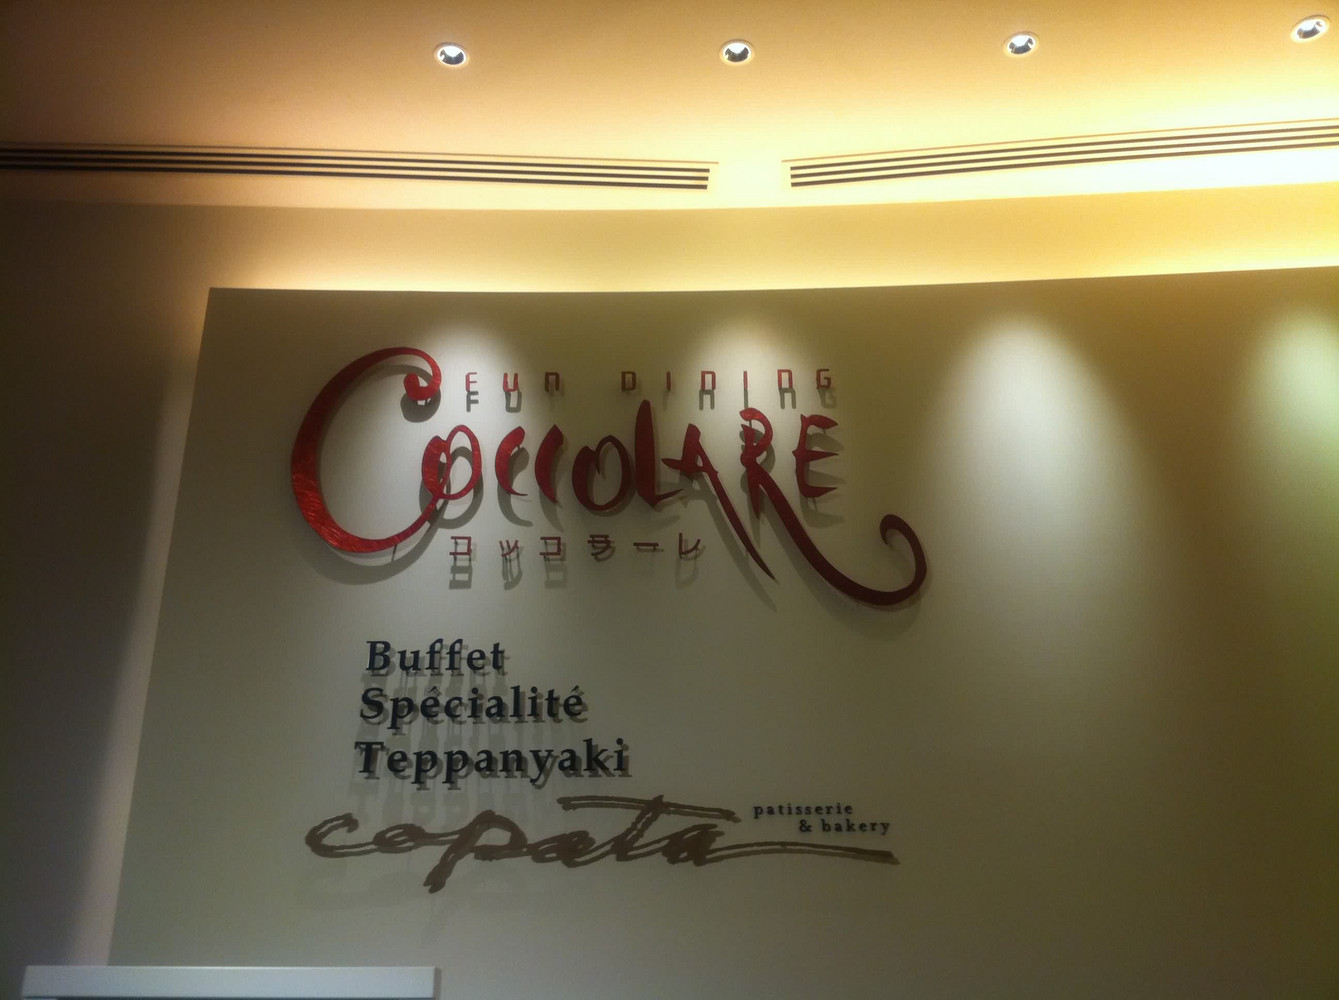 FUN DINING
COCCOLARE
コッコラーレ
Buffet
Spécialité
Teppanyaki
copata
patisserie
& bakery